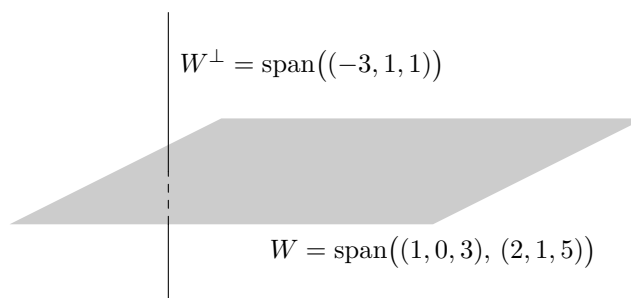 W⊥ = span((−3, 1, 1))
W = span((1, 0, 3), (2, 1, 5))